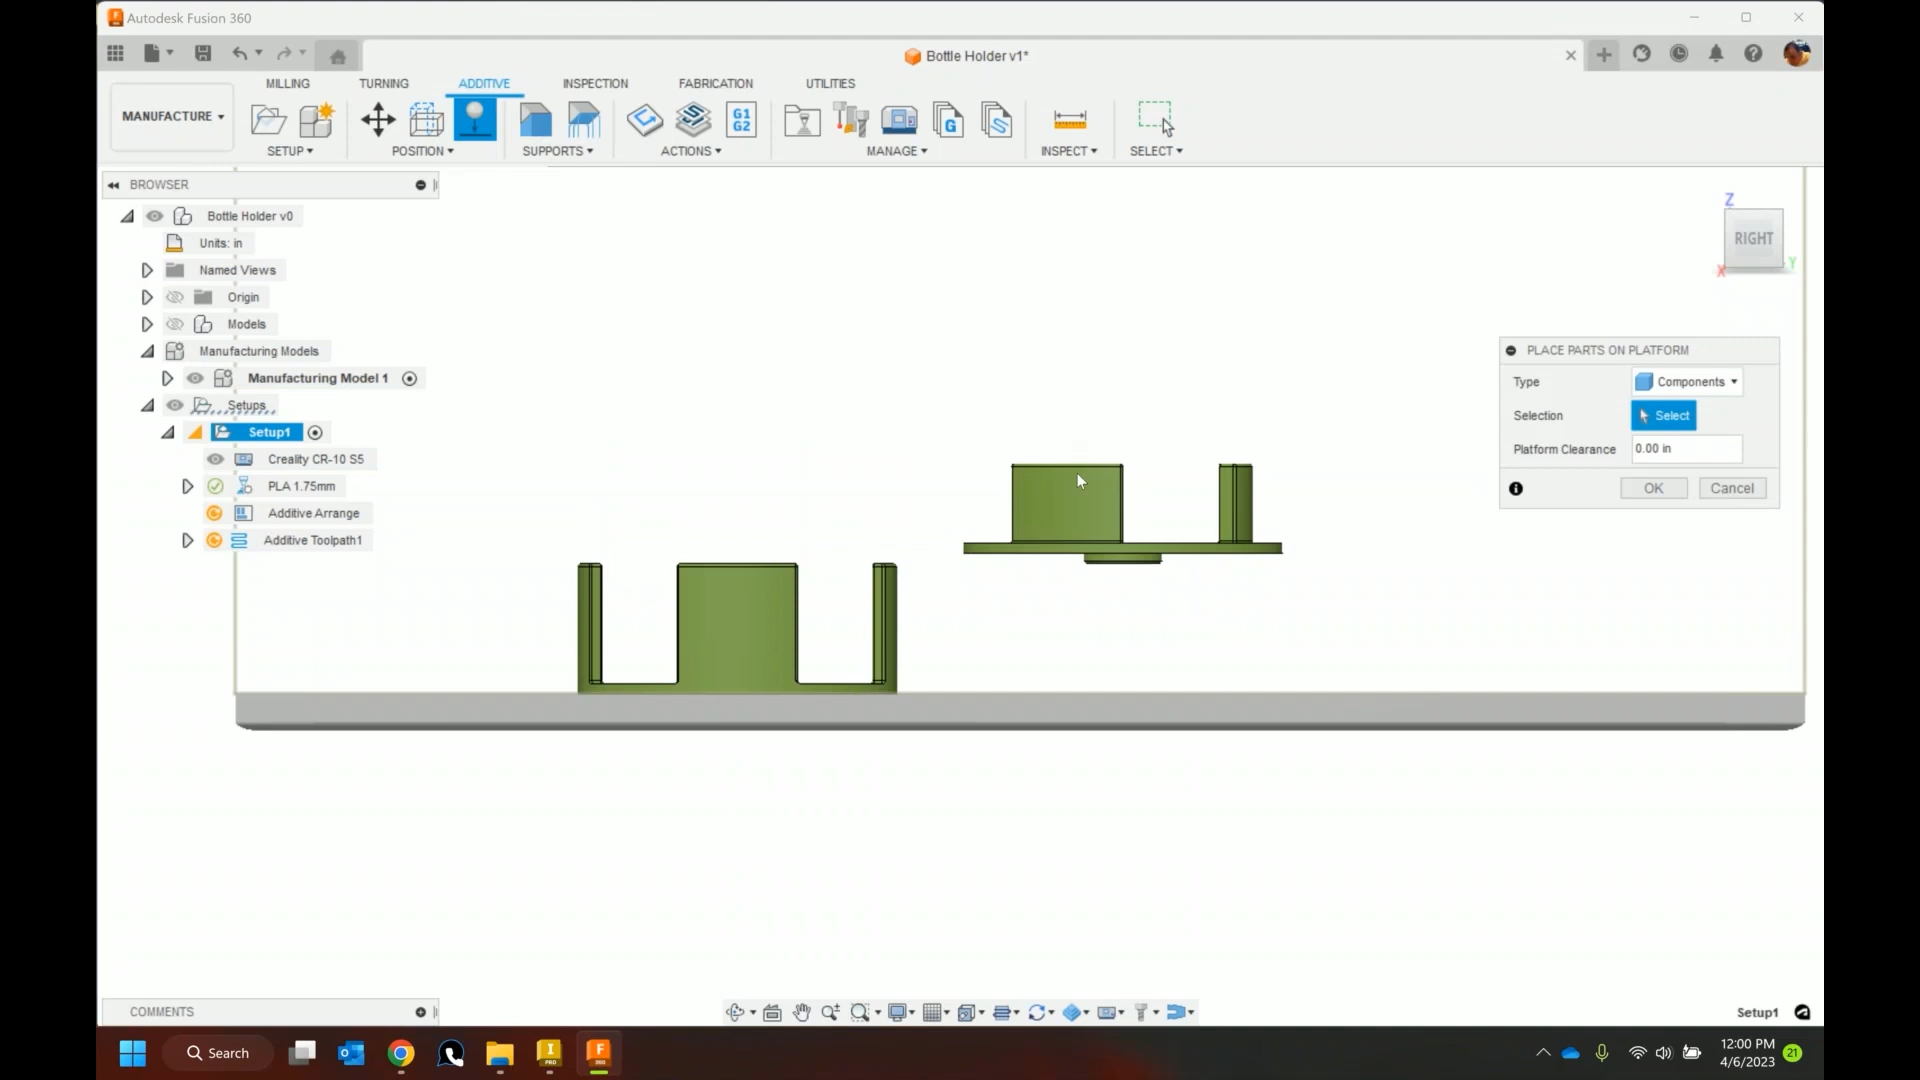 Autodesk Fusion 360
Bottle Holder v1*
MILLING TURNING ADDITIVE INSPECTION FABRICATION UTILITIES
MANUFACTURE
G1
G2
G
SETUP POSITION SUPPORTS ACTIONS MANAGE INSPECT SELECT
BROWSER
Bottle Holder v0
Units: in
Named Views
Origin
Models
Manufacturing Models
Manufacturing Model 1
Setups
Setup1
Creality CR-10 S5
PLA 1.75mm
Additive Arrange
Additive Toolpath1
Z
RIGHT
X
Y
PLACE PARTS ON PLATFORM
Type Components
Selection Select
Platform Clearance 0.00 in
OK Cancel
COMMENTS
Setup1
Search
12:00 PM
4/6/2023
21